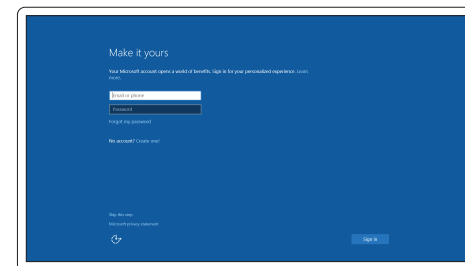 Make it yours
Your Microsoft account opens a world of benefits. Sign in for your personalized experience. Learn
more.
Email or phone
Password
Forgot my password
No account? Create one!
Skip this step
Microsoft privacy statement
Sign in